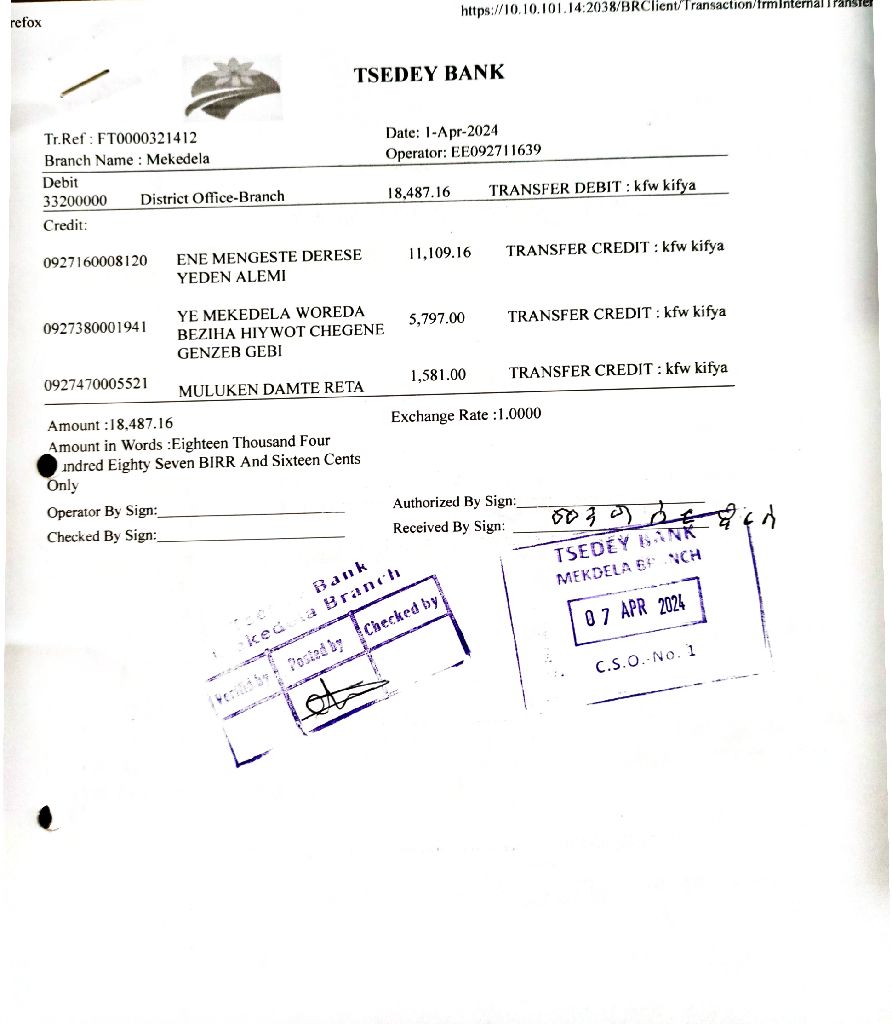 refox
https://10.10.101.14:2038/BRClient/Transaction/frmInternalTransfer
TSEDEY BANK
Tr.Ref : FT0000321412 Date: 1-Apr-2024
Branch Name : Mekedela Operator: EE092711639
Debit
33200000 District Office-Branch 18,487.16 TRANSFER DEBIT : kfw kifya
Credit:
0927160008120 ENE MENGESTE DERESE 11,109.16 TRANSFER CREDIT : kfw kifya
YEDEN ALEMI
0927380001941 YE MEKEDELA WOREDA 5,797.00 TRANSFER CREDIT : kfw kifya
BEZIHA HIYWOT CHEGENE
GENZEB GEBI
0927470005521 MULUKEN DAMTE RETA 1,581.00 TRANSFER CREDIT : kfw kifya
Amount :18,487.16 Exchange Rate :1.0000
Amount in Words :Eighteen Thousand Four
undred Eighty Seven BIRR And Sixteen Cents
Only
Operator By Sign: Authorized By Sign:
Checked By Sign: Received By Sign:
TSEDEY BANK
MEKDELA BRANCH
07 APR 2024
C.S.O. No. 1
Bank
kedela Branch
Verified by Posted by Checked by